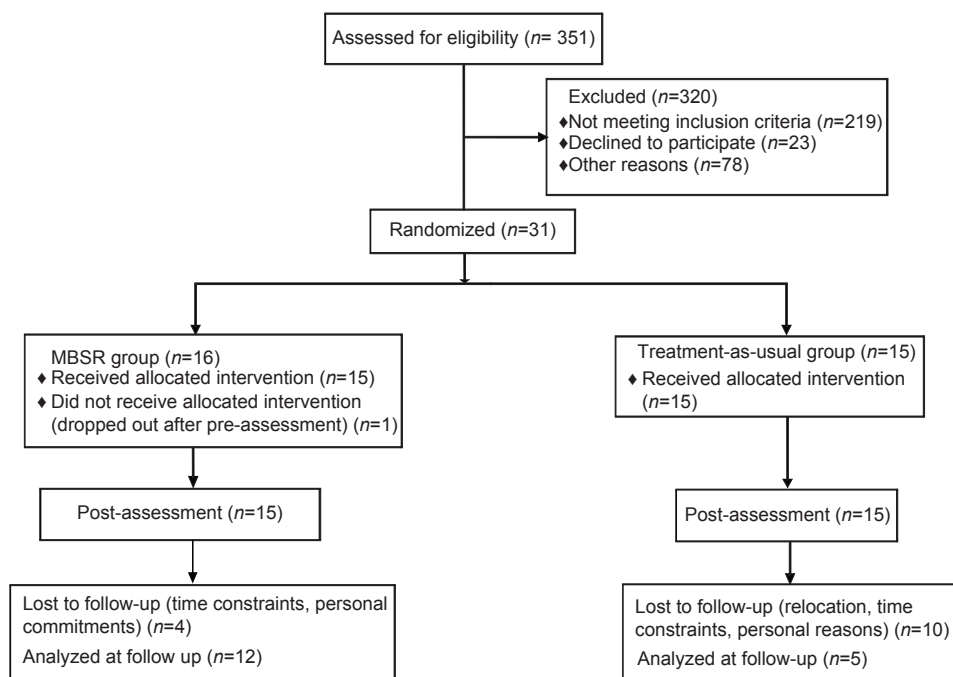 Assessed for eligibility (n= 351)
Excluded (n=320)
♦Not meeting inclusion criteria (n=219)
♦Declined to participate (n=23)
♦Other reasons (n=78)
Randomized (n=31)
MBSR group (n=16)
♦ Received allocated intervention (n=15)
♦ Did not receive allocated intervention
(dropped out after pre-assessment) (n=1)
Treatment-as-usual group (n=15)
♦ Received allocated intervention
(n=15)
Post-assessment (n=15)
Post-assessment (n=15)
Lost to follow-up (time constraints, personal
commitments) (n=4)
Analyzed at follow up (n=12)
Lost to follow-up (relocation, time
constraints, personal reasons) (n=10)
Analyzed at follow-up (n=5)